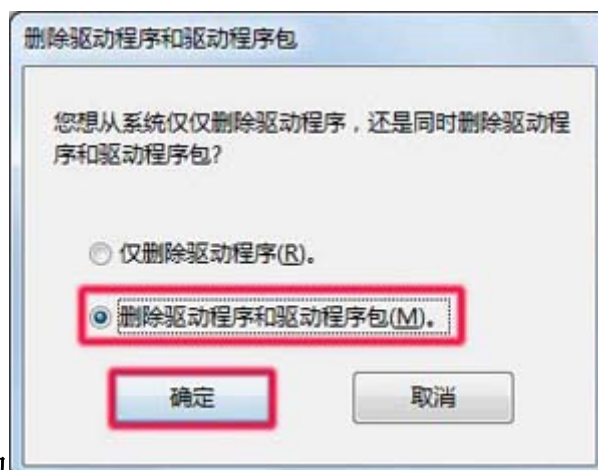 删除驱动程序和驱动程序包
您想从系统仅仅删除驱动程序，还是同时删除驱动程
序和驱动程序包?
仅删除驱动程序(R)。
删除驱动程序和驱动程序包(M)。
确定
取消